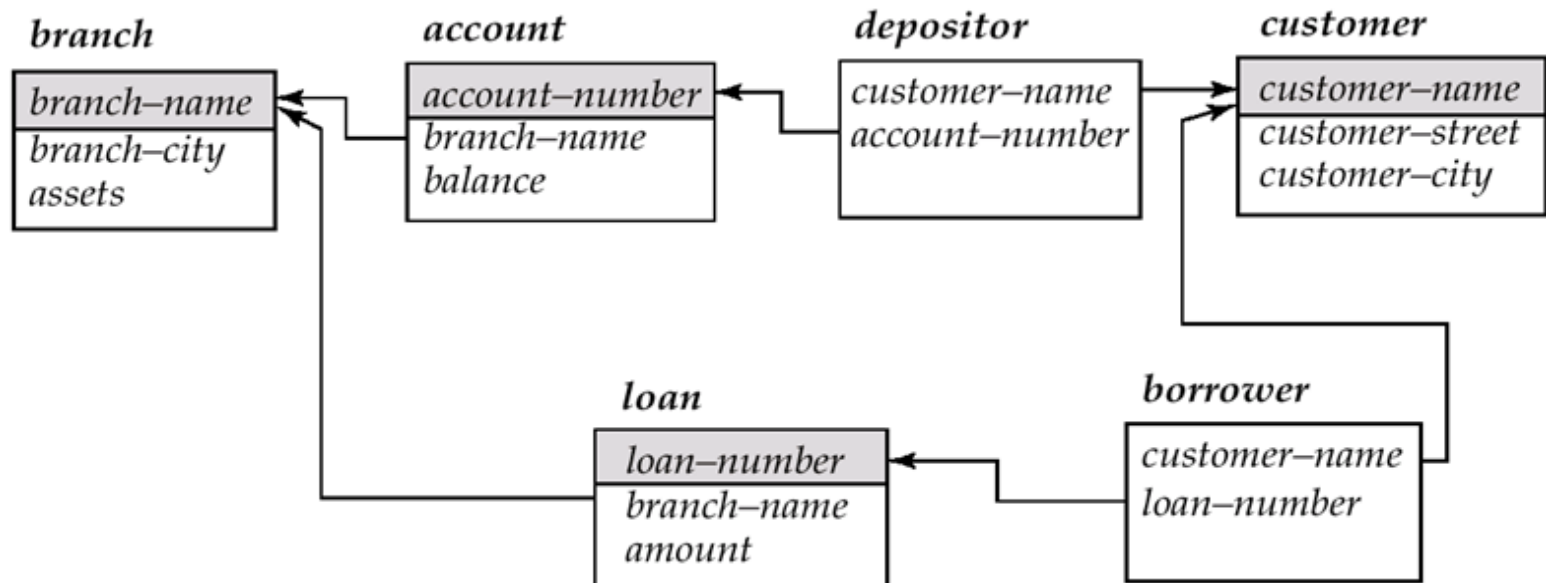 branch
branch–name
branch–city
assets
account
account–number
branch–name
balance
depositor
customer–name
account–number
customer
customer–name
customer–street
customer–city
loan
loan–number
branch–name
amount
borrower
customer–name
loan–number